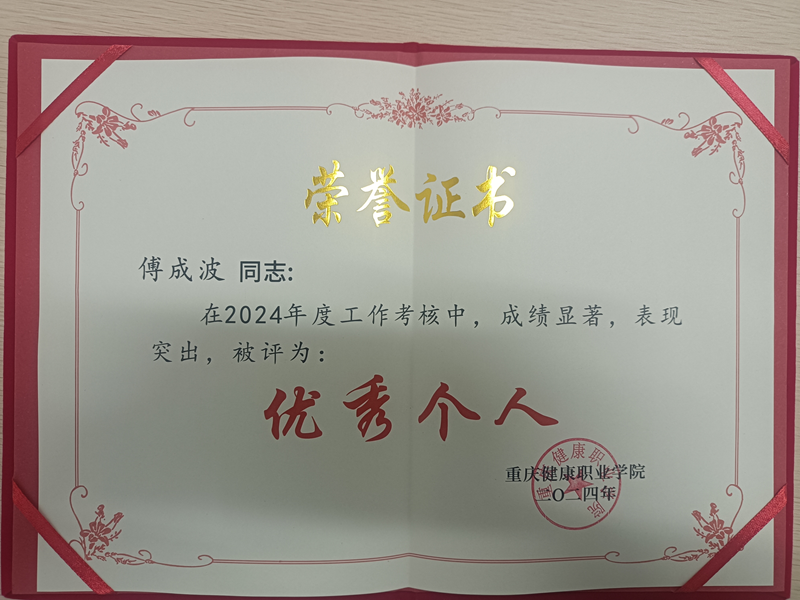 荣誉证书
傅成波 同志:
在2024年度工作考核中，成绩显著，表现
突出，被评为：
优秀个人
重庆健康职业学院
二〇二四年